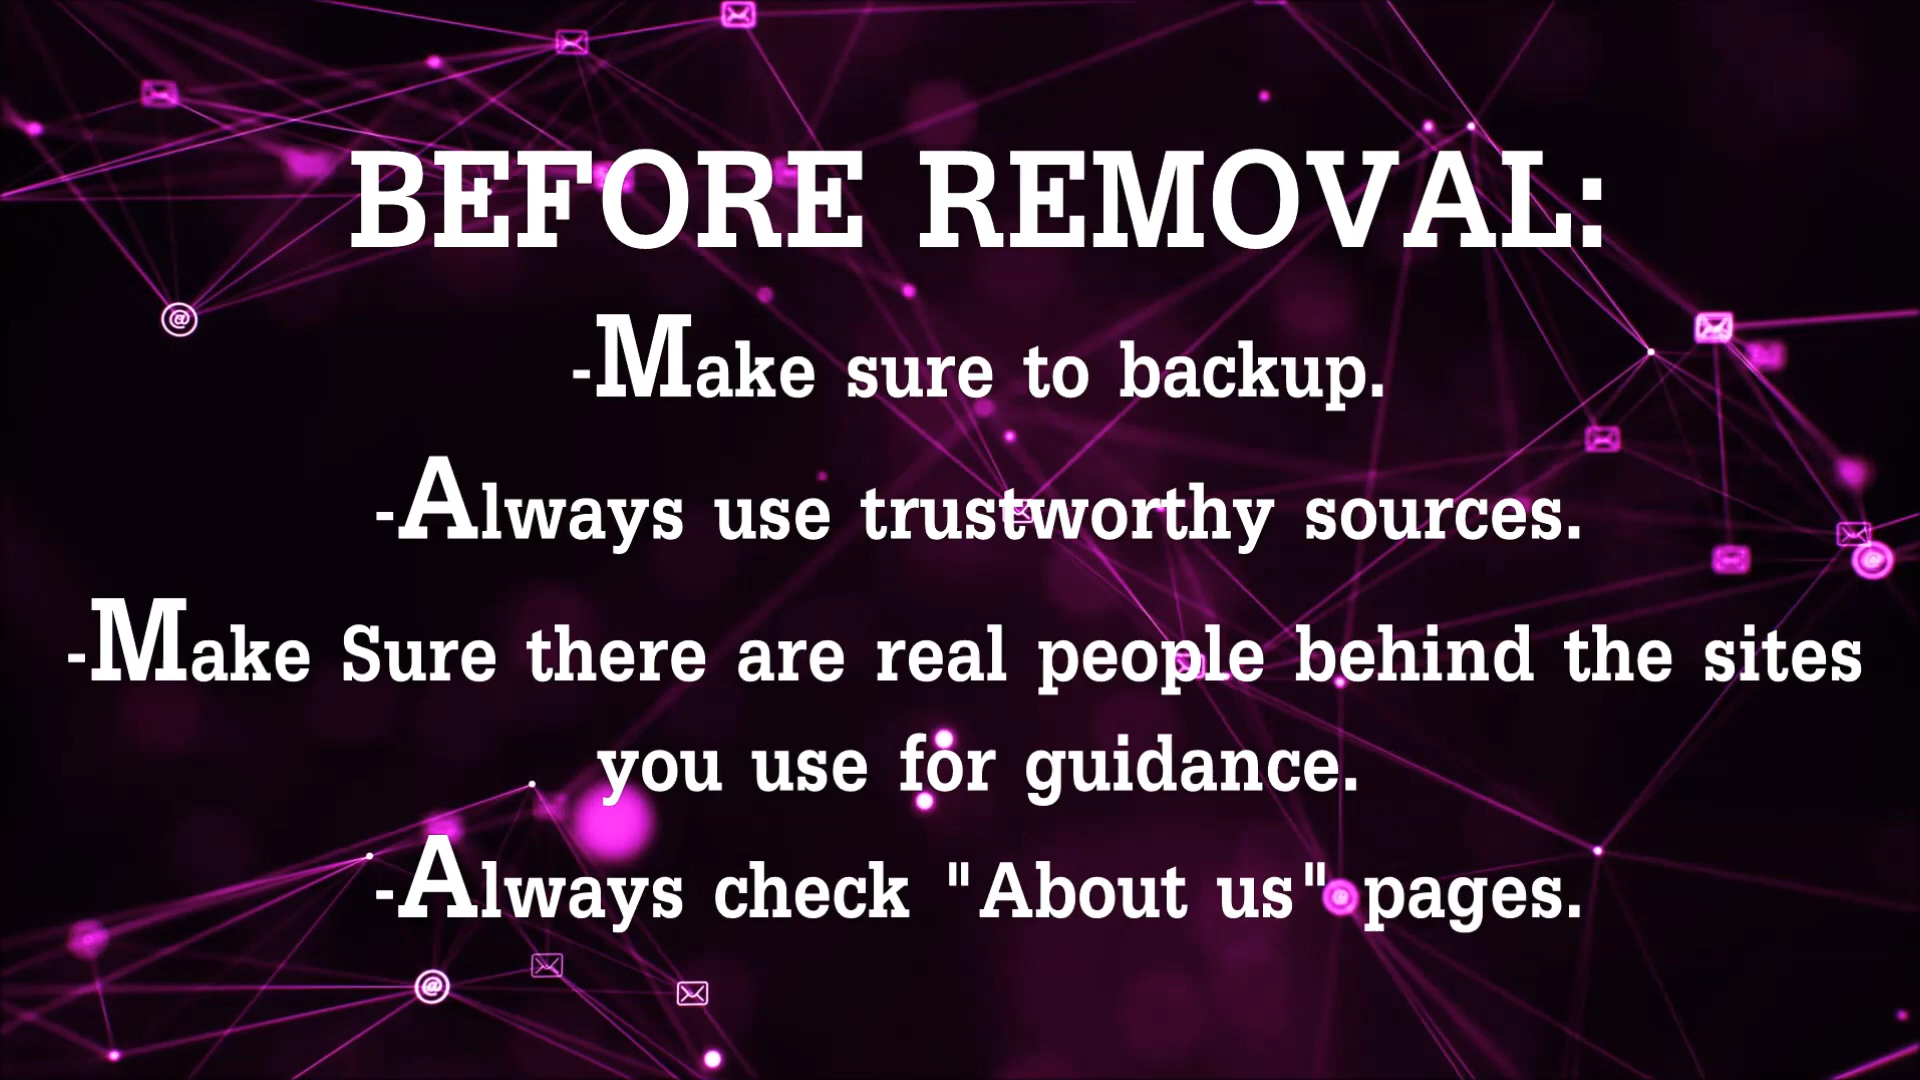 BEFORE REMOVAL:
-Make sure to backup.
-Always use trustworthy sources.
-Make Sure there are real people behind the sites
you use for guidance.
-Always check "About us" pages.